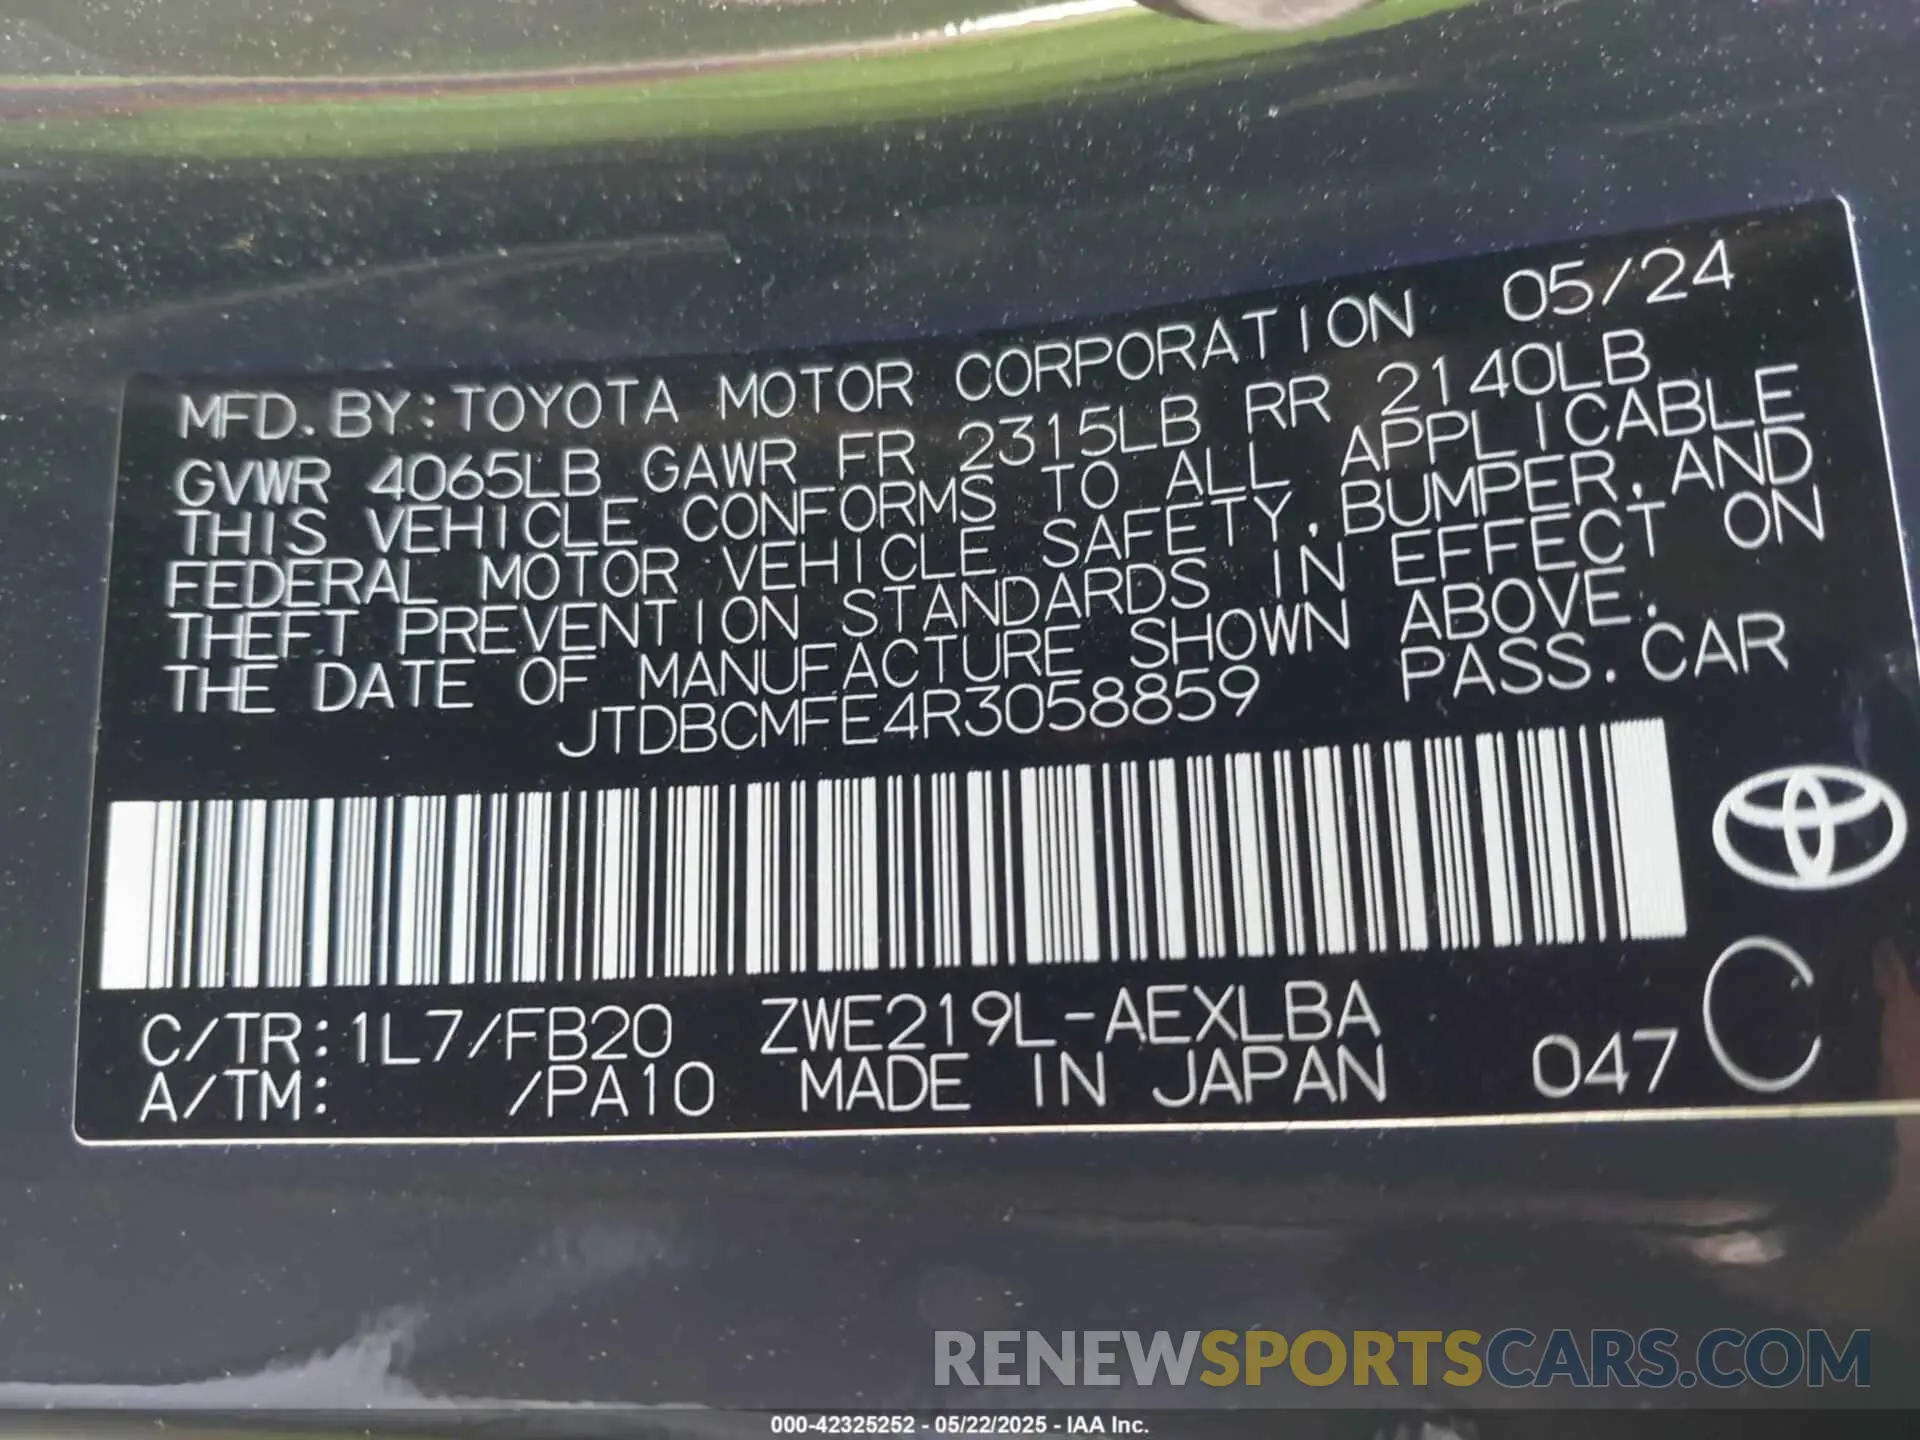 MFD. BY: TOYOTA MOTOR CORPORATION 05/24
GVWR 4065LB GAWR FR 2315LB RR 2140LB
THIS VEHICLE CONFORMS TO ALL APPLICABLE
FEDERAL MOTOR VEHICLE SAFETY, BUMPER, AND
THEFT PREVENTION STANDARDS IN EFFECT ON
THE DATE OF MANUFACTURE SHOWN ABOVE.
JTDBCMFE4R3058859 PASS. CAR
C/TR: 1L7/FB20 ZWE219L-AEXLBA
A/TM: /PA10 MADE IN JAPAN 047 C
RENEWSPORTSCARS.COM
000-42325252 - 05/22/2025 - IAA Inc.